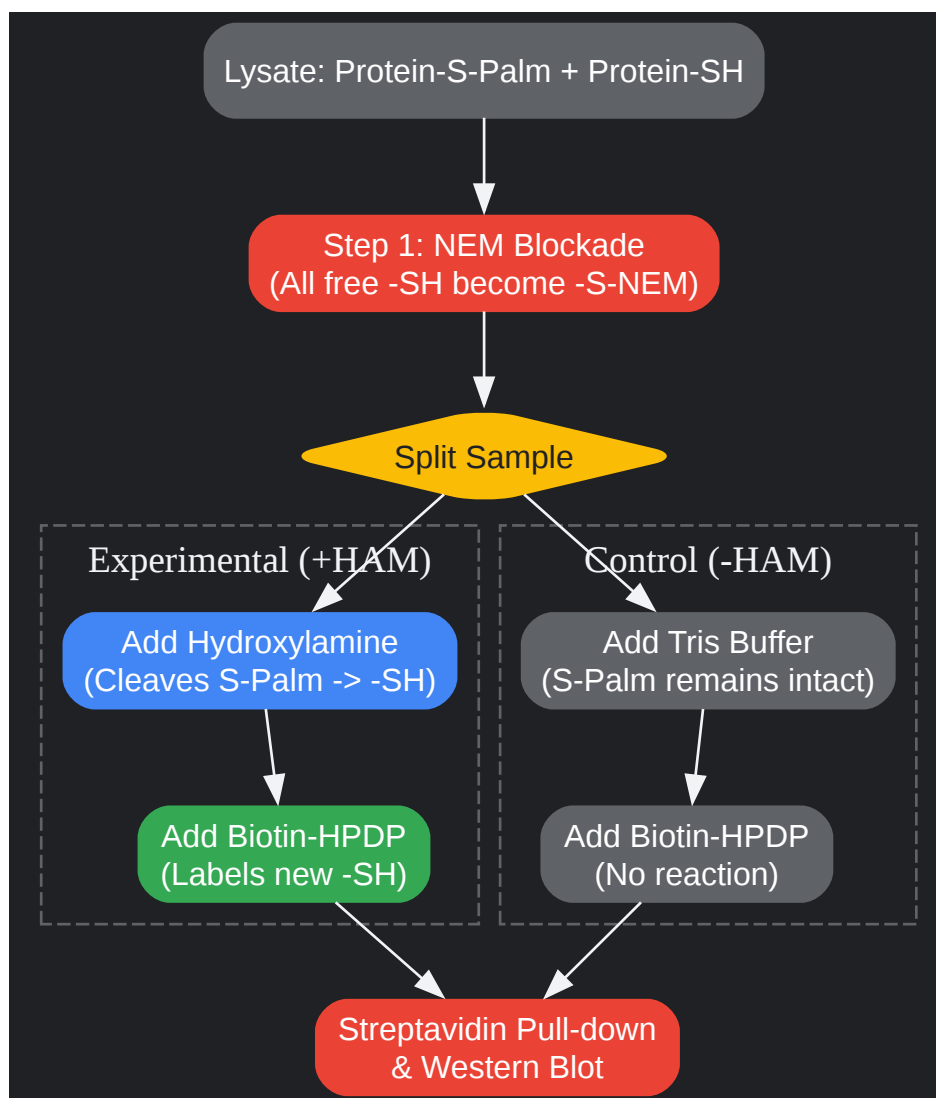 Lysate: Protein-S-Palm + Protein-SH
Step 1: NEM Blockade
(All free -SH become -S-NEM)
Split Sample
Experimental (+HAM)
Control (-HAM)
Add Hydroxylamine
(Cleaves S-Palm -> -SH)
Add Tris Buffer
(S-Palm remains intact)
Add Biotin-HPDP
(Labels new -SH)
Add Biotin-HPDP
(No reaction)
Streptavidin Pull-down
& Western Blot